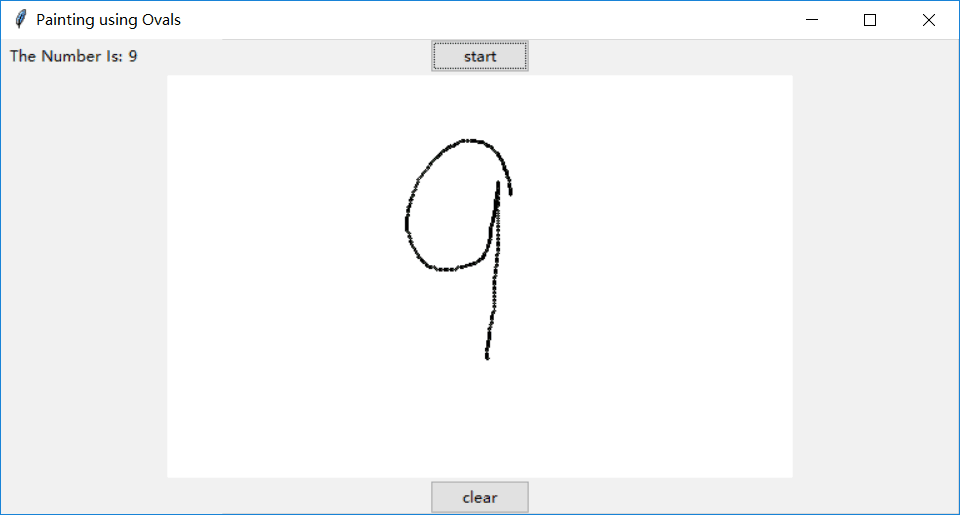 Painting using Ovals
The Number Is: 9
start
9
clear